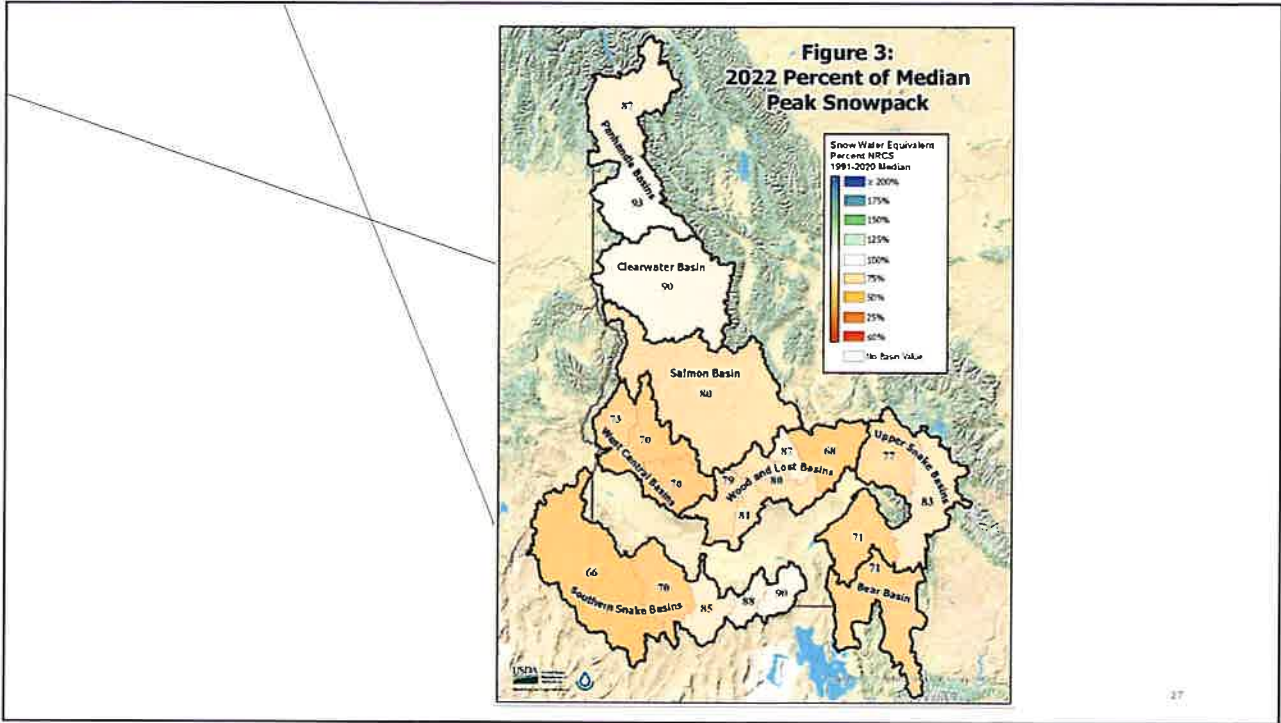 Figure 3:
2022 Percent of Median
Peak Snowpack
Snow Water Equivalent
Percent NRCS
1991-2020 Median
≥ 200%
175%
150%
125%
100%
75%
50%
25%
≤0%
No Basin Value
87
Panhandle Basins
93
Clearwater Basin
90
Salmon Basin
80
73
70
West Central Basins
70
79
87
68
Wood and Lost Basins
80
81
Upper Snake Basins
77
83
71
71
Bear Basin
66
70
Southern Snake Basins
85
88
90
USDA
27